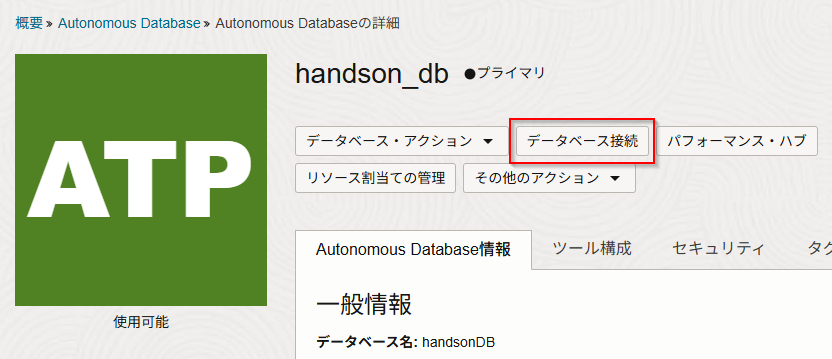 概要 » Autonomous Database » Autonomous Databaseの詳細
ATP
使用可能
handson_db ●プライマリ
データベース・アクション データベース接続 パフォーマンス・ハブ
リソース割当ての管理 その他のアクション
Autonomous Database情報 ツール構成 セキュリティ タグ
一般情報
データベース名: handsonDB